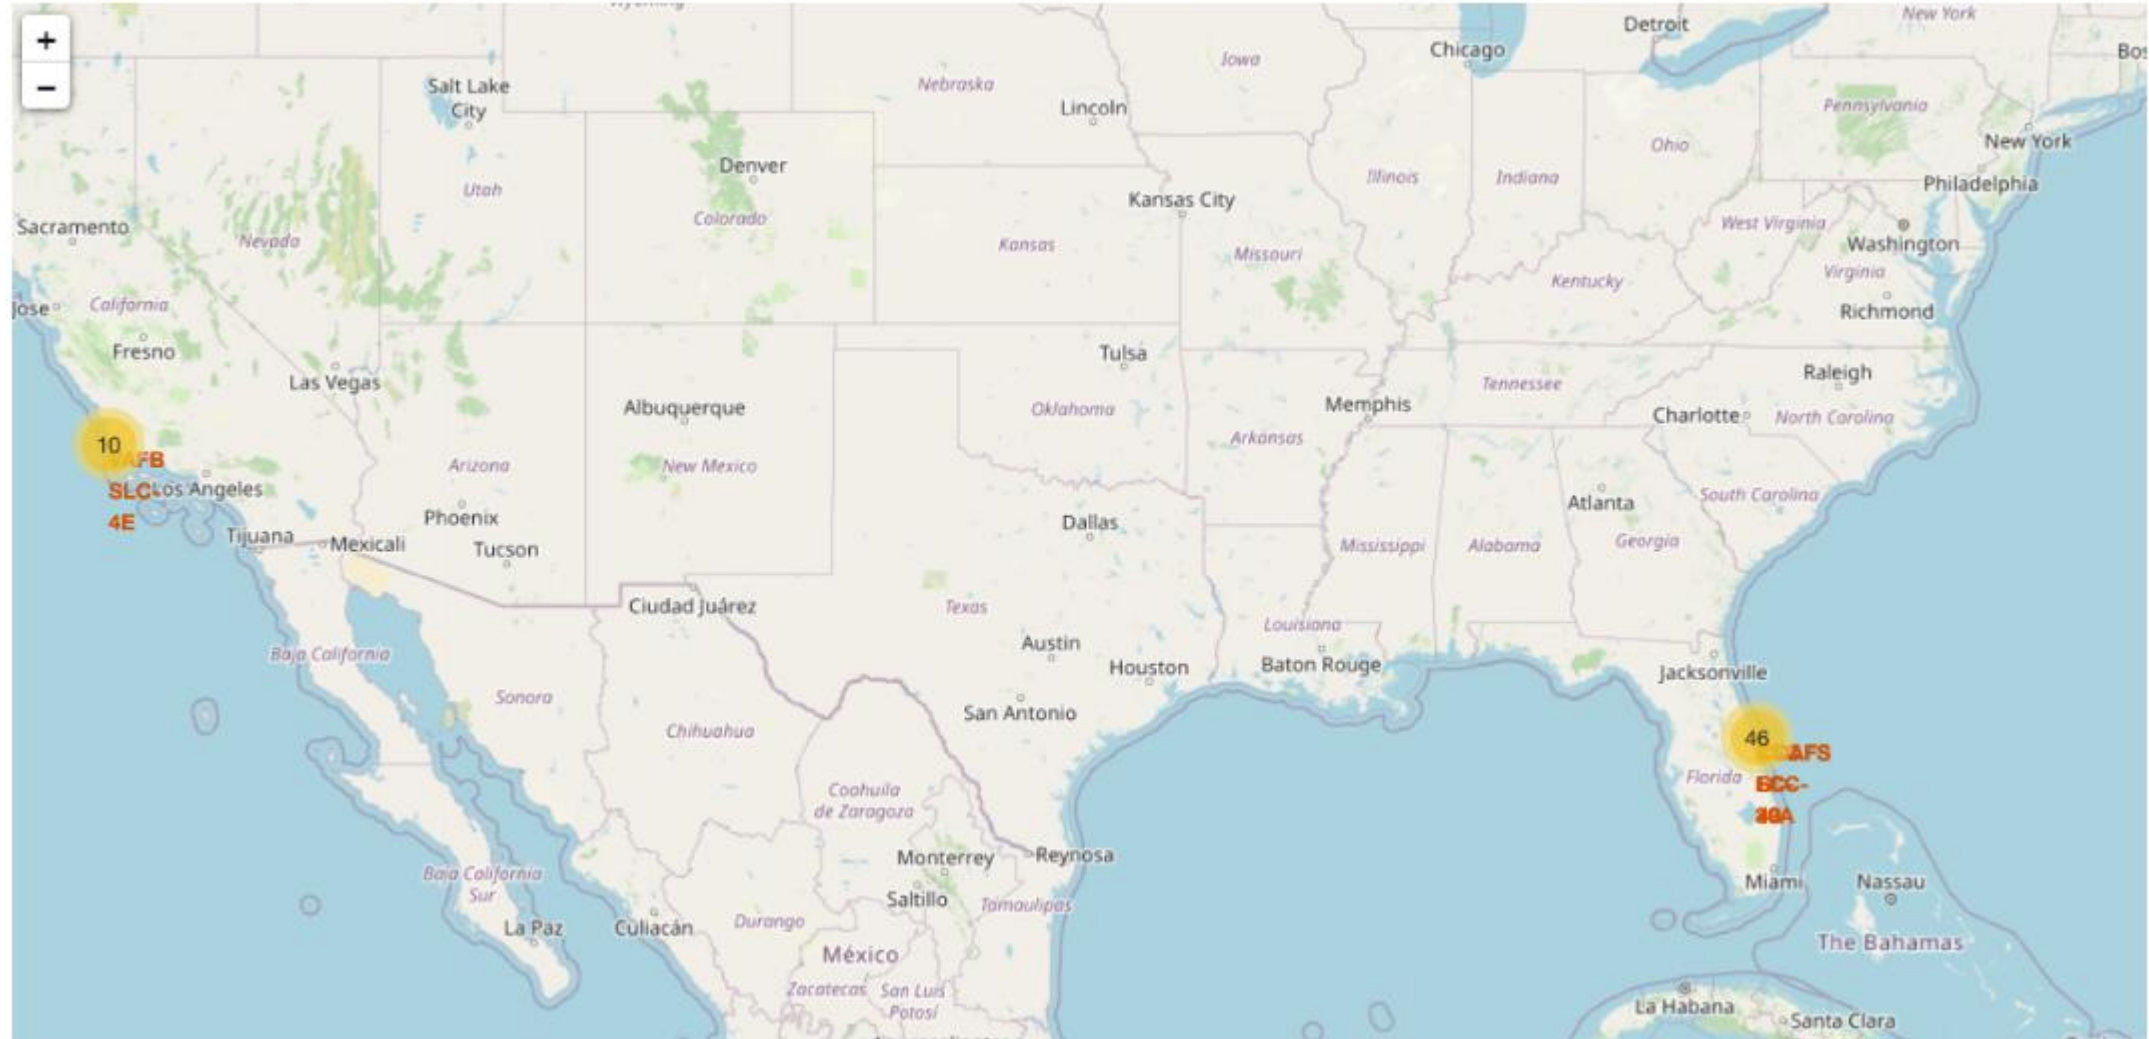 +
−
Detroit
New York
Chicago
Iowa
Salt Lake
City
Nebraska
Lincoln
Pennsylvania
New York
Ohio
Denver
Utah
Illinois
Indiana
Philadelphia
Kansas City
Colorado
Sacramento
Nevada
Kansas
Missouri
West Virginia
Washington
Virginia
Kentucky
Jose
California
Richmond
Fresno
Las Vegas
Tulsa
Tennessee
Raleigh
Albuquerque
Oklahoma
Memphis
Charlotte
North Carolina
10
Arizona
New Mexico
Arkansas
SLC-
Los Angeles
4E
Atlanta
South Carolina
Phoenix
Dallas
Tijuana
Mexicali
Tucson
Mississippi
Alabama
Georgia
Ciudad Juárez
Texas
Louisiana
Austin
Baja California
Houston
Baton Rouge
Jacksonville
Sonora
San Antonio
Chihuahua
46
Florida
Coahuila
de Zaragoza
Monterrey
Reynosa
Baja California
Sur
Saltillo
Tamaulipas
Miami
Nassau
La Paz
Culiacán
Durango
México
The Bahamas
Zacatecas
San Luis
Potosí
La Habana
Santa Clara